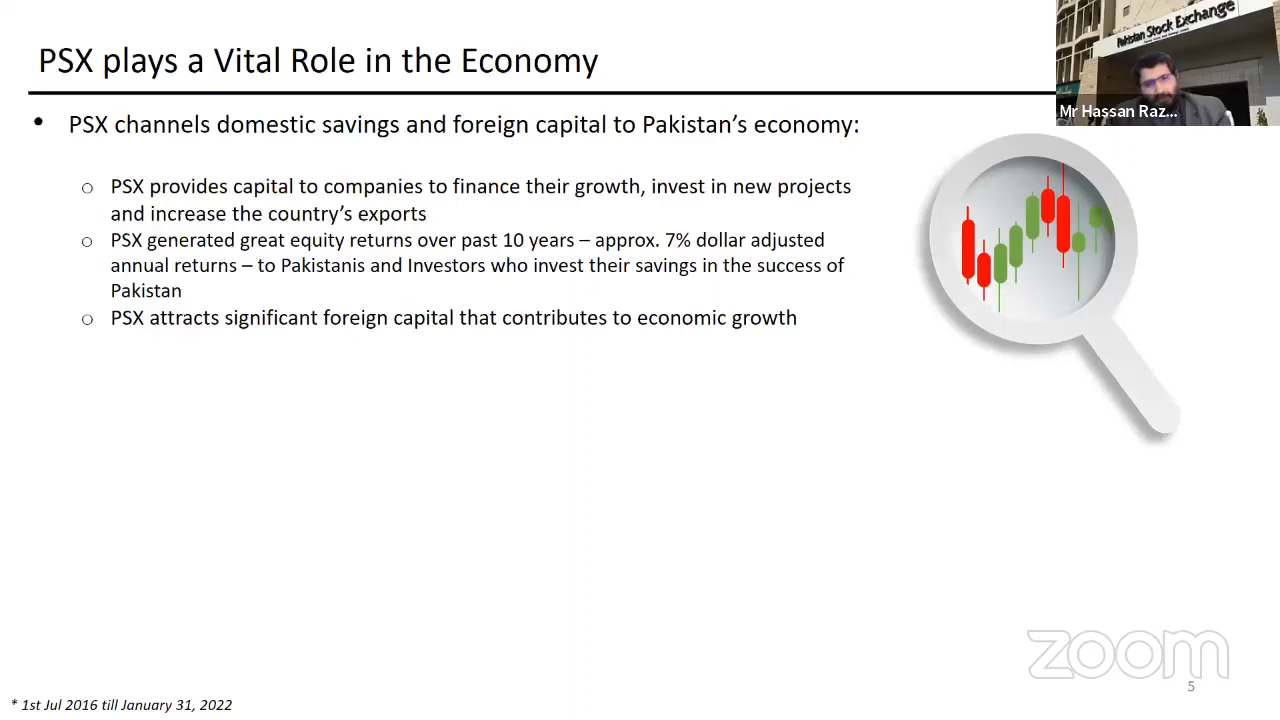 PSX plays a Vital Role in the Economy
Pakistan Stock Exchange
Mr Hassan Raz...
• PSX channels domestic savings and foreign capital to Pakistan’s economy:
○ PSX provides capital to companies to finance their growth, invest in new projects
and increase the country’s exports
○ PSX generated great equity returns over past 10 years – approx. 7% dollar adjusted
annual returns – to Pakistanis and Investors who invest their savings in the success of
Pakistan
○ PSX attracts significant foreign capital that contributes to economic growth
zoom
5
* 1st Jul 2016 till January 31, 2022